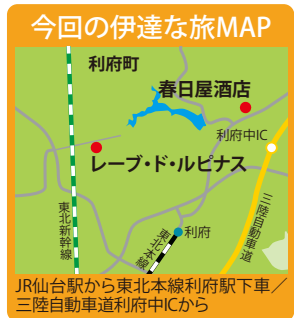 今回の伊達な旅MAP
利府町
春日屋酒店
利府中IC
レーブ・ド・ルピナス
東北新幹線
三陸自動車道
利府
東北本線
JR仙台駅から東北本線利府駅下車／
三陸自動車道利府中ICから